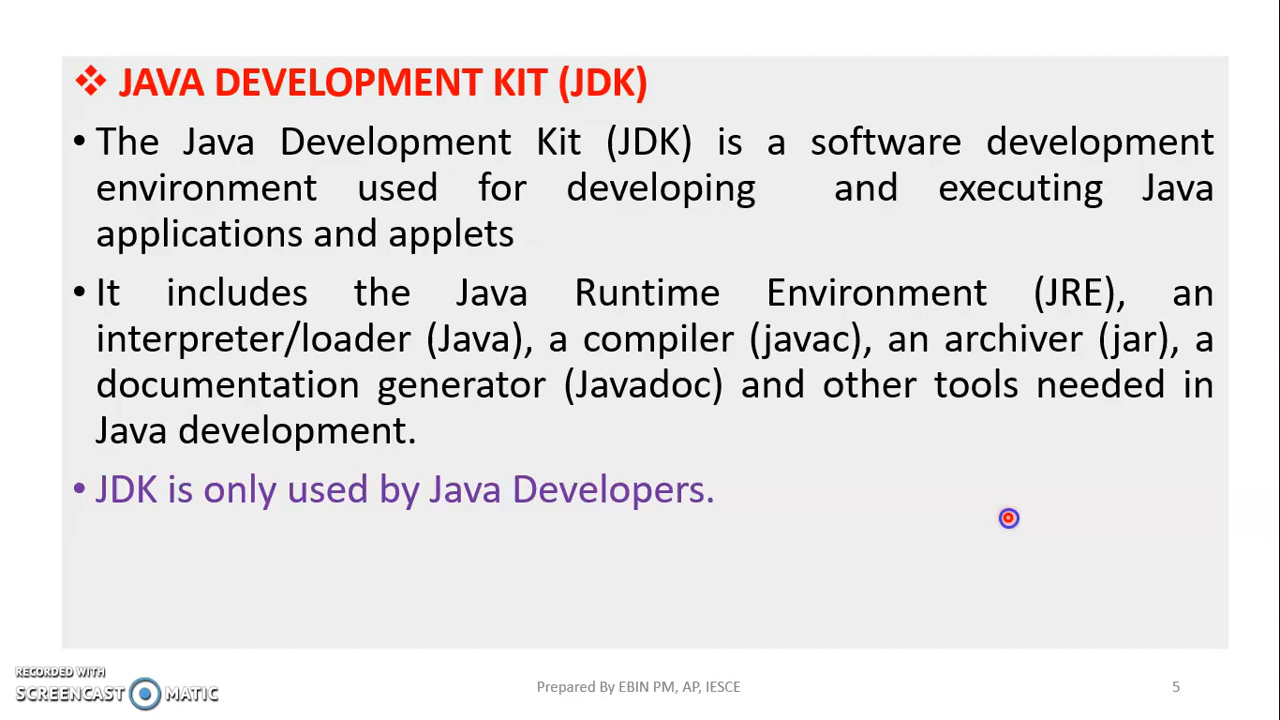 ❖ JAVA DEVELOPMENT KIT (JDK)
• The Java Development Kit (JDK) is a software development
environment used for developing and executing Java
applications and applets
• It includes the Java Runtime Environment (JRE), an
interpreter/loader (Java), a compiler (javac), an archiver (jar), a
documentation generator (Javadoc) and other tools needed in
Java development.
• JDK is only used by Java Developers.
RECORDED WITH
SCREENCAST MATIC
Prepared By EBIN PM, AP, IESCE
5